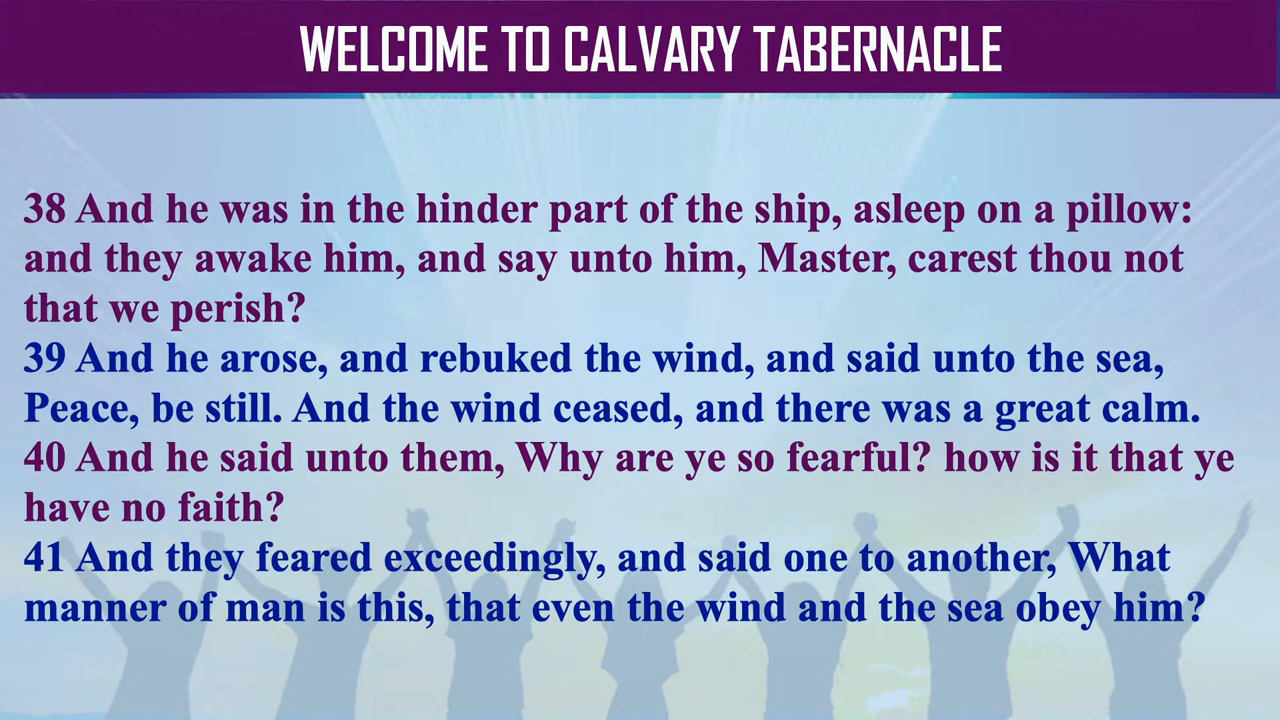 WELCOME TO CALVARY TABERNACLE
38 And he was in the hinder part of the ship, asleep on a pillow:
and they awake him, and say unto him, Master, carest thou not
that we perish?
39 And he arose, and rebuked the wind, and said unto the sea,
Peace, be still. And the wind ceased, and there was a great calm.
40 And he said unto them, Why are ye so fearful? how is it that ye
have no faith?
41 And they feared exceedingly, and said one to another, What
manner of man is this, that even the wind and the sea obey him?